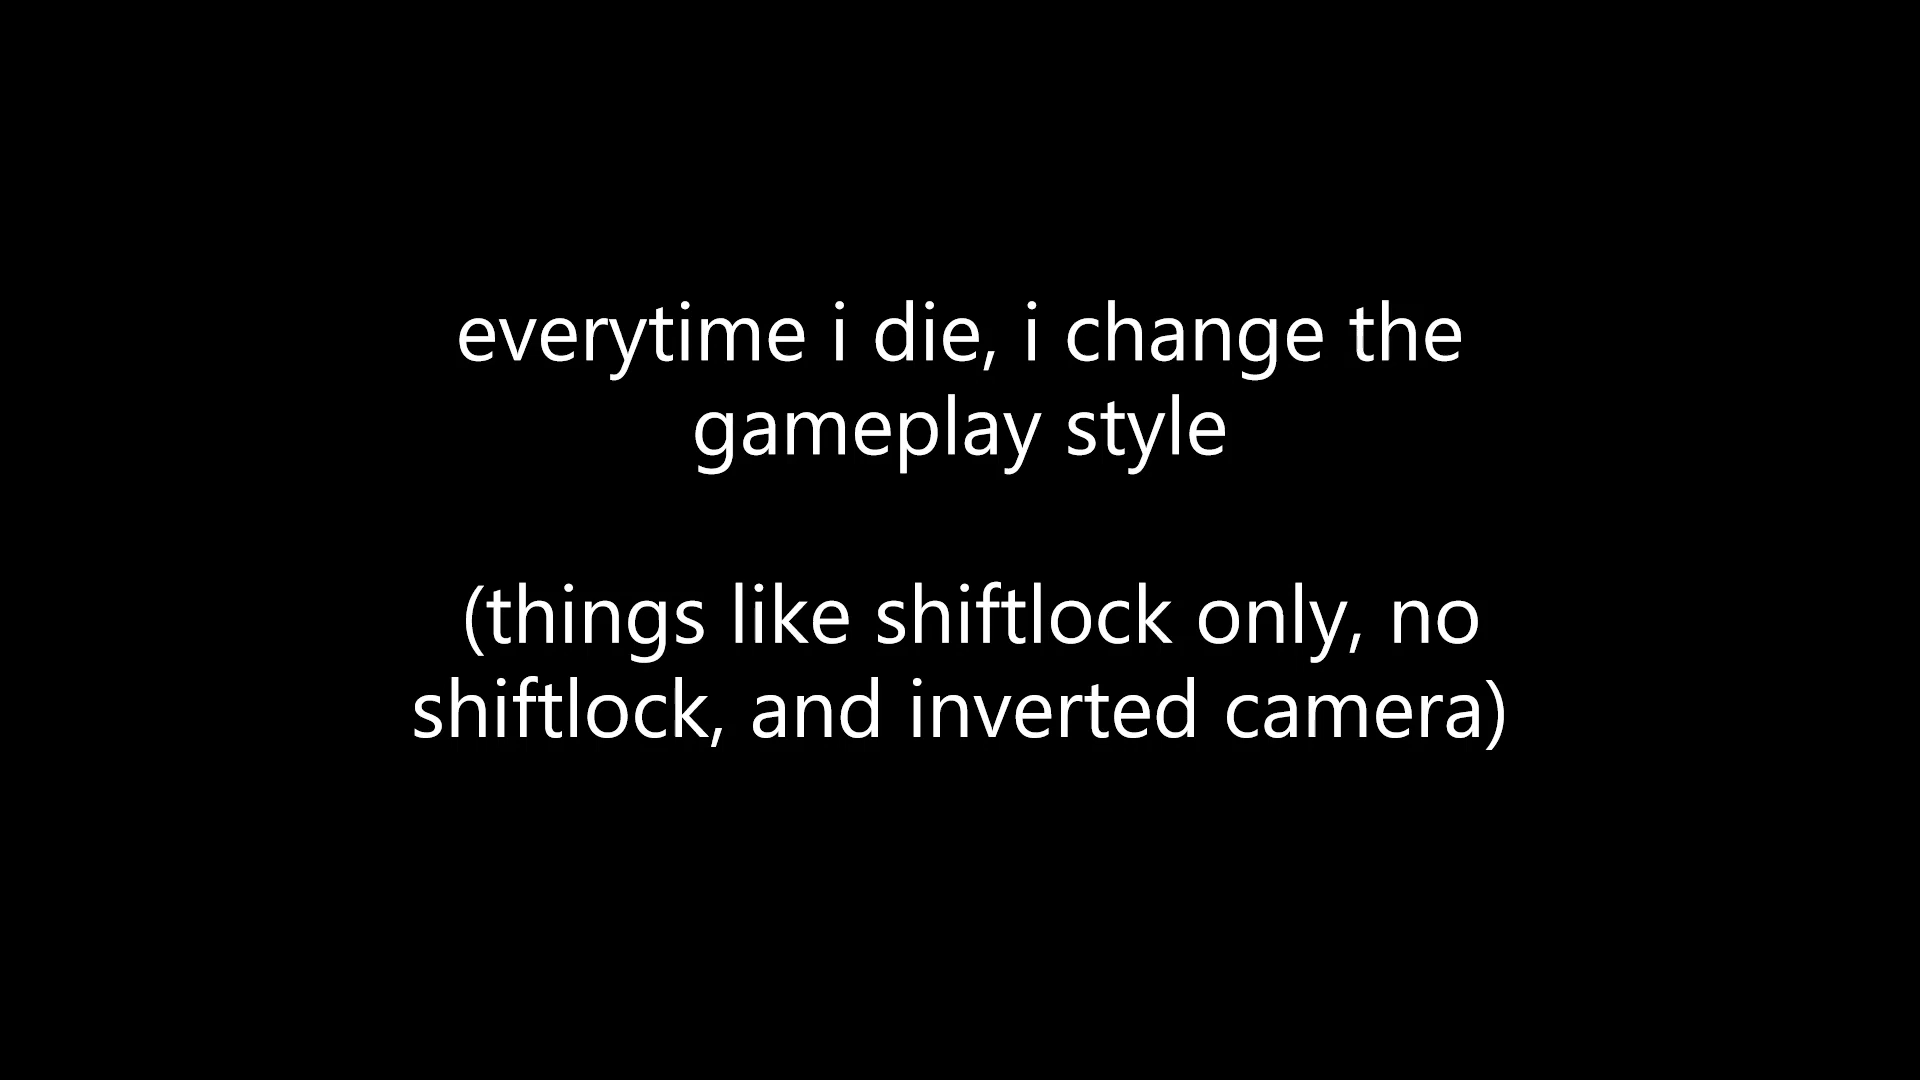 everytime i die, i change the
gameplay style
(things like shiftlock only, no
shiftlock, and inverted camera)